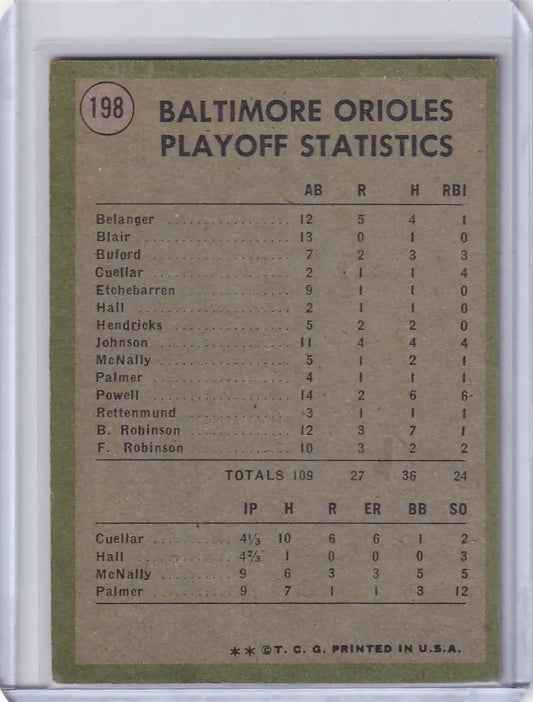 198
BALTIMORE ORIOLES
PLAYOFF STATISTICS
AB R H RBI
Belanger .................. 12 5 4 1
Blair .................. 13 0 1 0
Buford .................. 7 2 3 3
Cuellar .................. 2 1 1 4
Etchebarren .................. 9 1 1 0
Hall .................. 2 1 1 0
Hendricks .................. 5 2 2 0
Johnson .................. 11 4 4 4
McNally .................. 5 1 2 1
Palmer .................. 4 1 1 1
Powell .................. 14 2 6 6
Rettenmund .................. 3 1 1 1
B. Robinson .................. 12 3 7 1
F. Robinson .................. 10 3 2 2
TOTALS 109 27 36 24
IP H R ER BB SO
Cuellar .......... 4⅓ 10 6 6 1 2
Hall .......... 4⅔ 1 0 0 0 3
McNally .......... 9 6 3 3 5 5
Palmer .......... 9 7 1 1 3 12
** © T. C. G. PRINTED IN U.S.A.